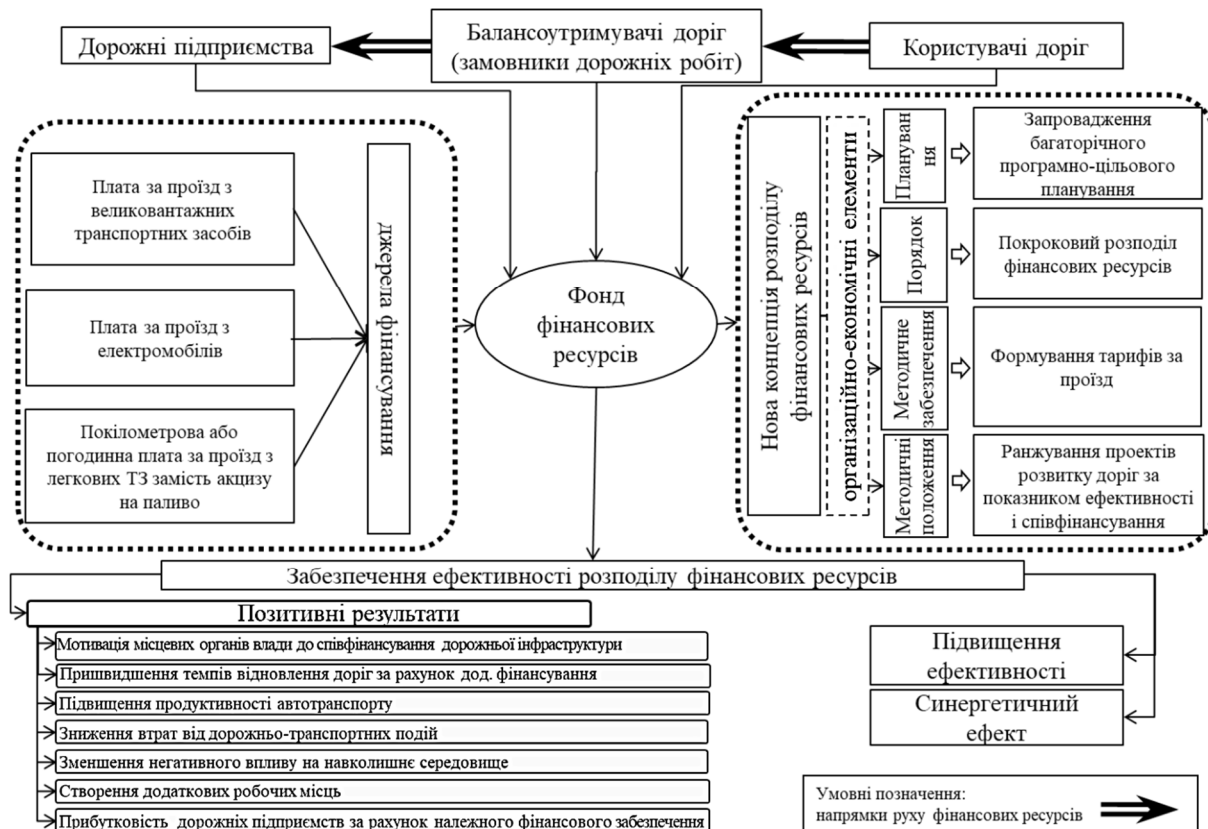 Дорожні підприємства
Балансоутримувачі доріг
(замовники дорожніх робіт)
Користувачі доріг
Плата за проїзд з
великовантажних
транспортних засобів
Плата за проїзд з
електромобілів
Покілометрова або
погодинна плата за проїзд з
легкових ТЗ замість акцизу
на паливо
джерела фінансування
Фонд
фінансових
ресурсів
Нова концепція розподілу
фінансових ресурсів
організаційно-економічні елементи
Плануван
ня
Запровадження
багаторічного
програмно-цільового
планування
Порядок
Покроковий розподіл
фінансових ресурсів
Методичне
забезпечення
Формування тарифів за
проїзд
Методичні
положення
Ранжування проектів
розвитку доріг за
показником ефективності
і співфінансування
Забезпечення ефективності розподілу фінансових ресурсів
Позитивні результати
Мотивація місцевих органів влади до співфінансування дорожньої інфраструктури
Пришвидшення темпів відновлення доріг за рахунок дод. фінансування
Підвищення продуктивності автотранспорту
Зниження втрат від дорожньо-транспортних подій
Зменшення негативного впливу на навколишнє середовище
Створення додаткових робочих місць
Прибутковість дорожніх підприємств за рахунок належного фінансового забезпечення
Підвищення
ефективності
Синергетичний
ефект
Умовні позначення:
напрямки руху фінансових ресурсів